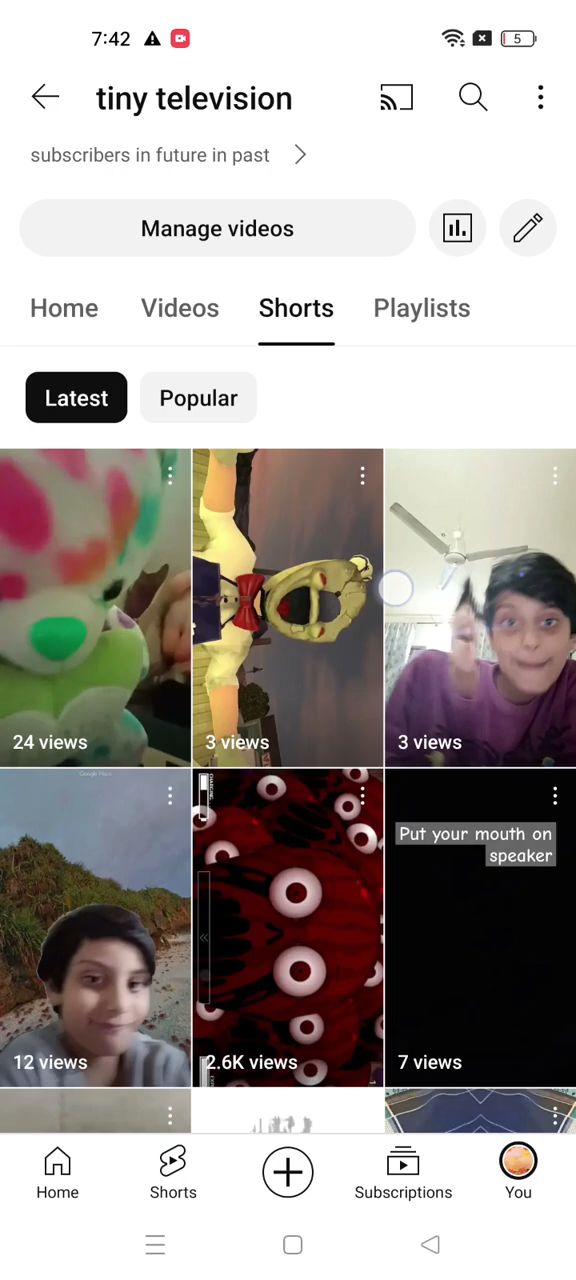 7:42
5
tiny television
subscribers in future in past
Manage videos
Home Videos Shorts Playlists
Latest Popular
24 views
3 views
3 views
Put your mouth on
speaker
12 views
2.6K views
7 views
Home Shorts Subscriptions You